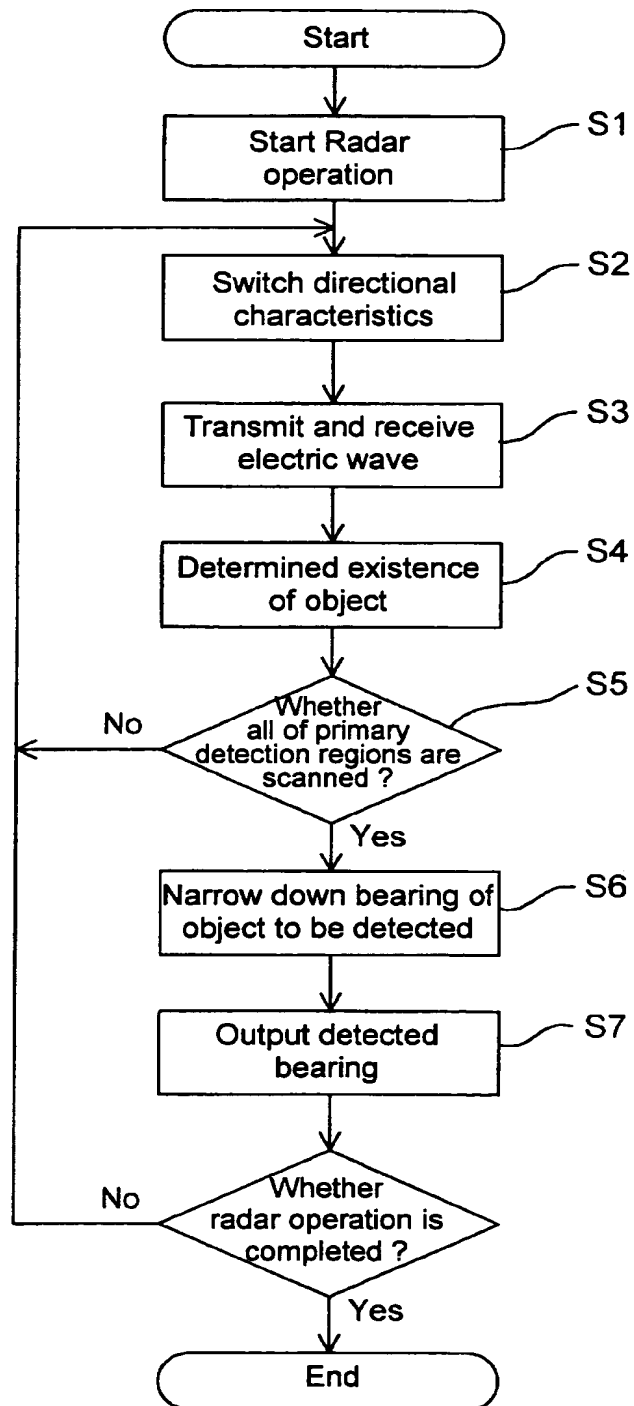 Start
S1
Start Radar
operation
S2
Switch directional
characteristics
S3
Transmit and receive
electric wave
S4
Determined existence
of object
S5
Whether
all of primary
detection regions are
scanned ?
No
Yes
S6
Narrow down bearing of
object to be detected
S7
Output detected
bearing
Whether
radar operation is
completed ?
No
Yes
End